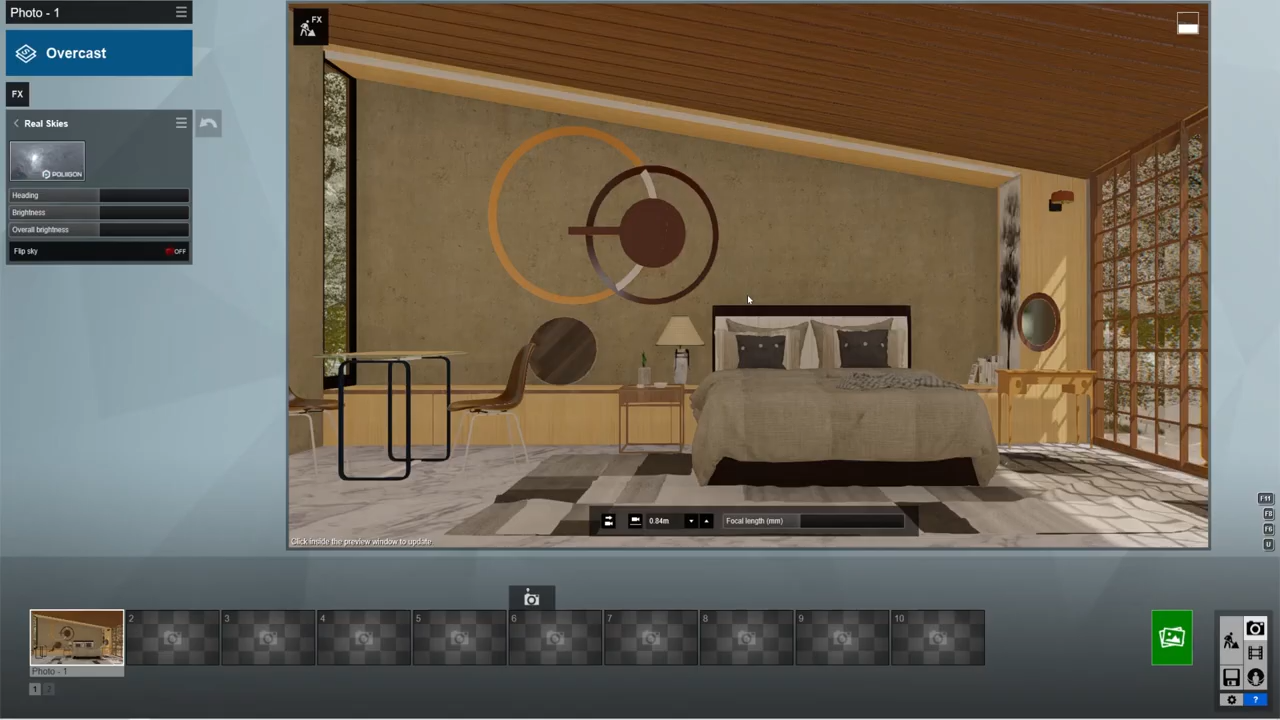 Photo - 1
Overcast
FX
Real Skies
POLIIGON
Heading
Brightness
Overall brightness
Flip sky
OFF
FX
0.84m
Focal length (mm)
Click inside the preview window to update.
F11
F8
F6
U
2
3
4
5
6
7
8
9
10
Photo - 1
1
2
?